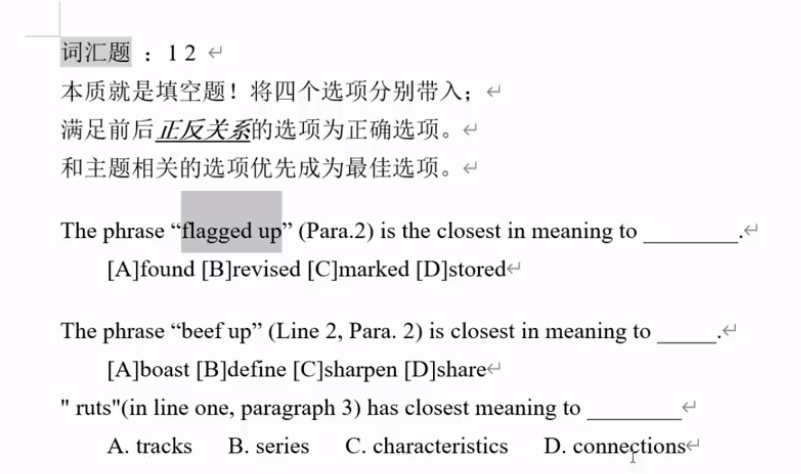 词汇题 ：1 2
本质就是填空题！将四个选项分别带入；
满足前后正反关系的选项为正确选项。
和主题相关的选项优先成为最佳选项。
The phrase “flagged up” (Para.2) is the closest in meaning to ________.
[A]found [B]revised [C]marked [D]stored
The phrase “beef up” (Line 2, Para. 2) is closest in meaning to _____.
[A]boast [B]define [C]sharpen [D]share
" ruts"(in line one, paragraph 3) has closest meaning to ________
A. tracks B. series C. characteristics D. connections